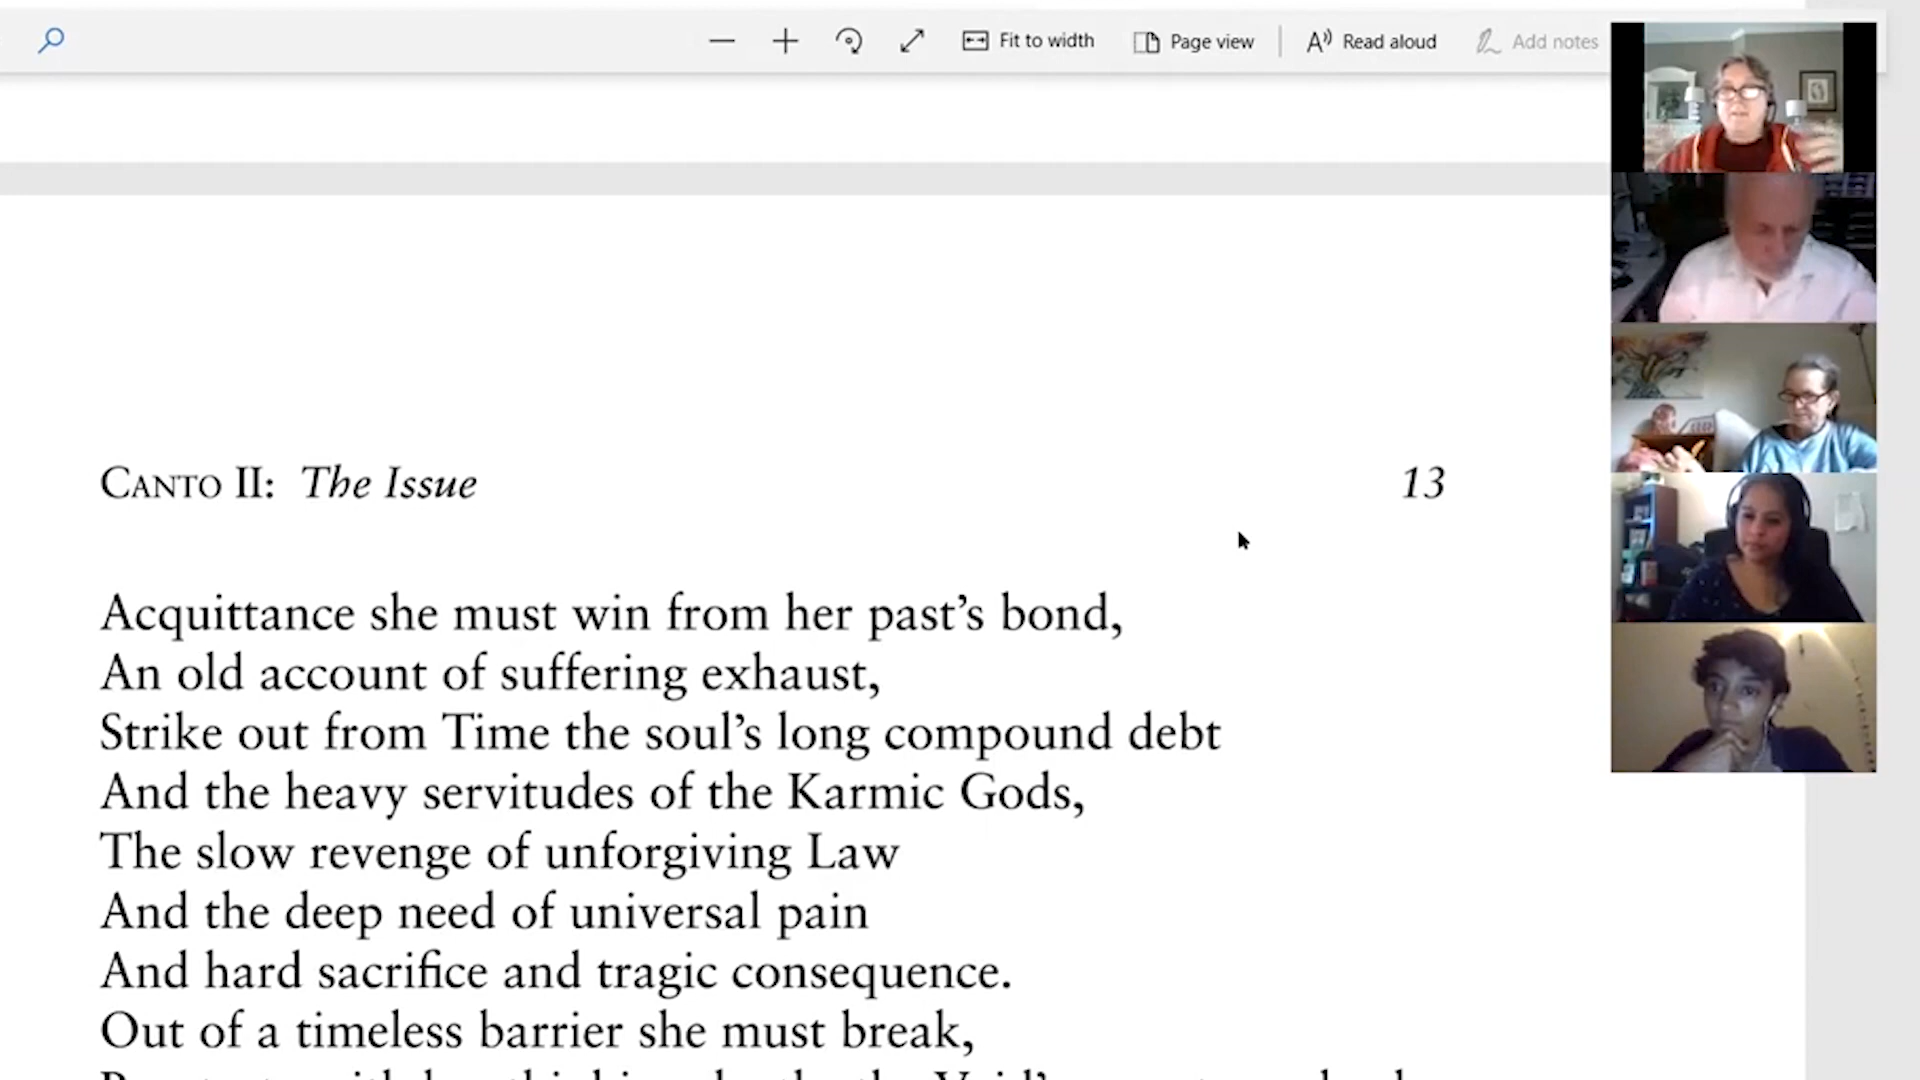 Fit to width Page view Read aloud Add notes
CANTO II: The Issue 13
Acquittance she must win from her past’s bond,
An old account of suffering exhaust,
Strike out from Time the soul’s long compound debt
And the heavy servitudes of the Karmic Gods,
The slow revenge of unforgiving Law
And the deep need of universal pain
And hard sacrifice and tragic consequence.
Out of a timeless barrier she must break,